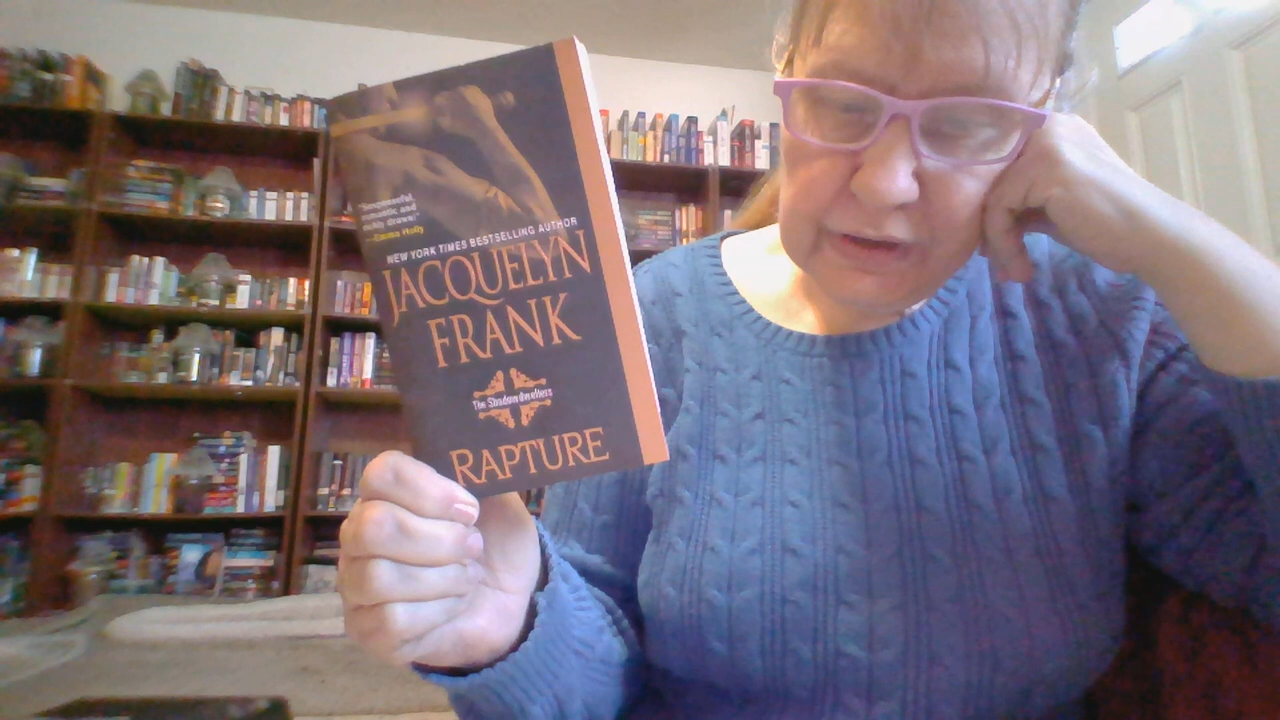 "Suspenseful,
romantic and
richly drawn!"
—Emma Holly
NEW YORK TIMES BESTSELLING AUTHOR
JACQUELYN
FRANK
The Shadowdwellers
RAPTURE